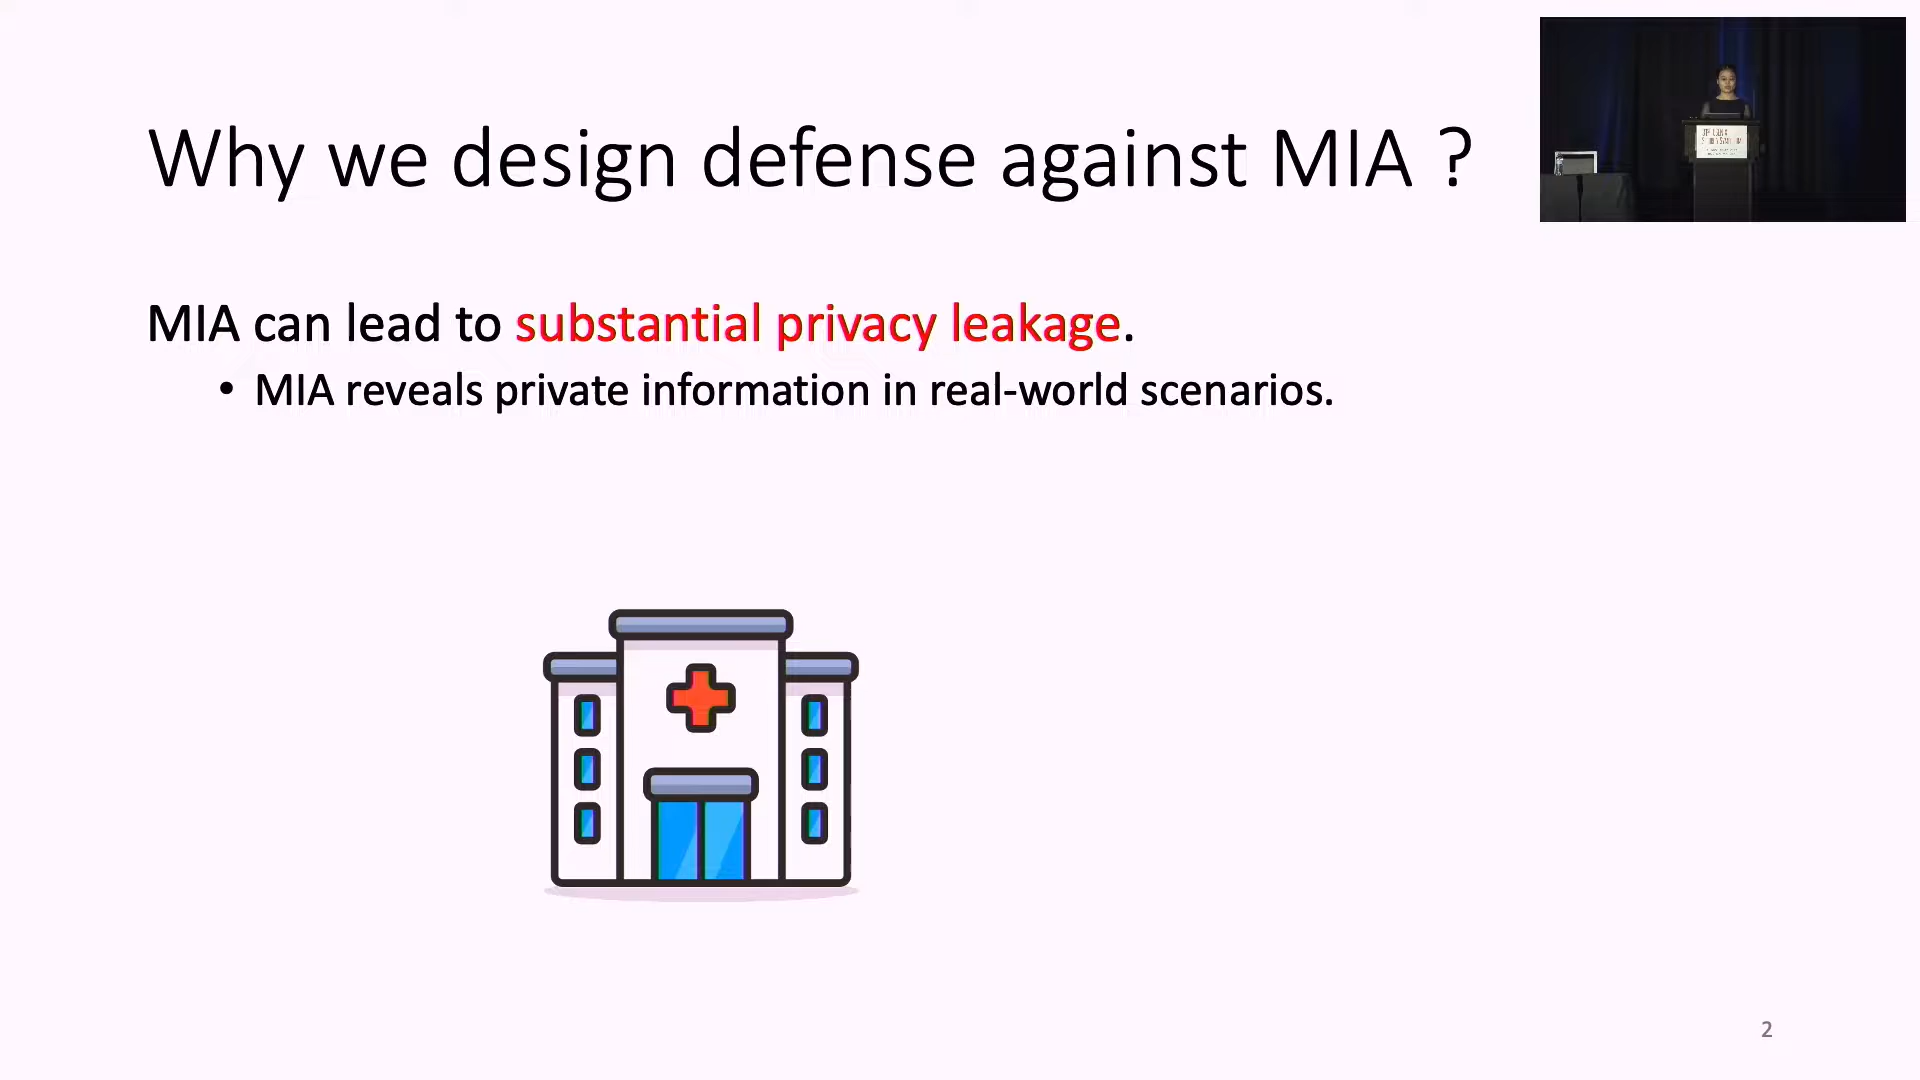 Why we design defense against MIA ?
MIA can lead to substantial privacy leakage.
• MIA reveals private information in real-world scenarios.
2